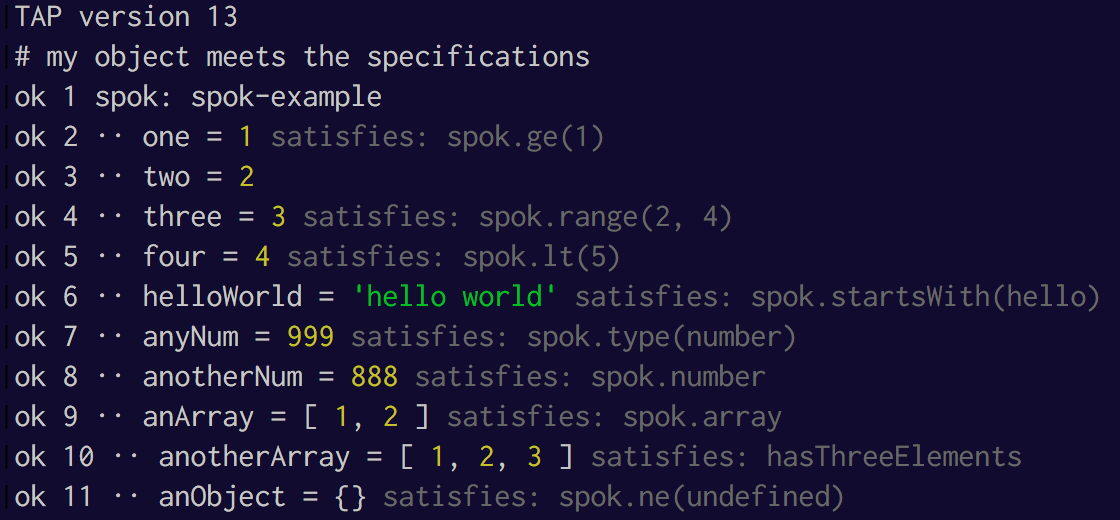 TAP version 13
# my object meets the specifications
ok 1 spok: spok-example
ok 2 ·· one = 1 satisfies: spok.ge(1)
ok 3 ·· two = 2
ok 4 ·· three = 3 satisfies: spok.range(2, 4)
ok 5 ·· four = 4 satisfies: spok.lt(5)
ok 6 ·· helloWorld = 'hello world' satisfies: spok.startsWith(hello)
ok 7 ·· anyNum = 999 satisfies: spok.type(number)
ok 8 ·· anotherNum = 888 satisfies: spok.number
ok 9 ·· anArray = [ 1, 2 ] satisfies: spok.array
ok 10 ·· anotherArray = [ 1, 2, 3 ] satisfies: hasThreeElements
ok 11 ·· anObject = {} satisfies: spok.ne(undefined)